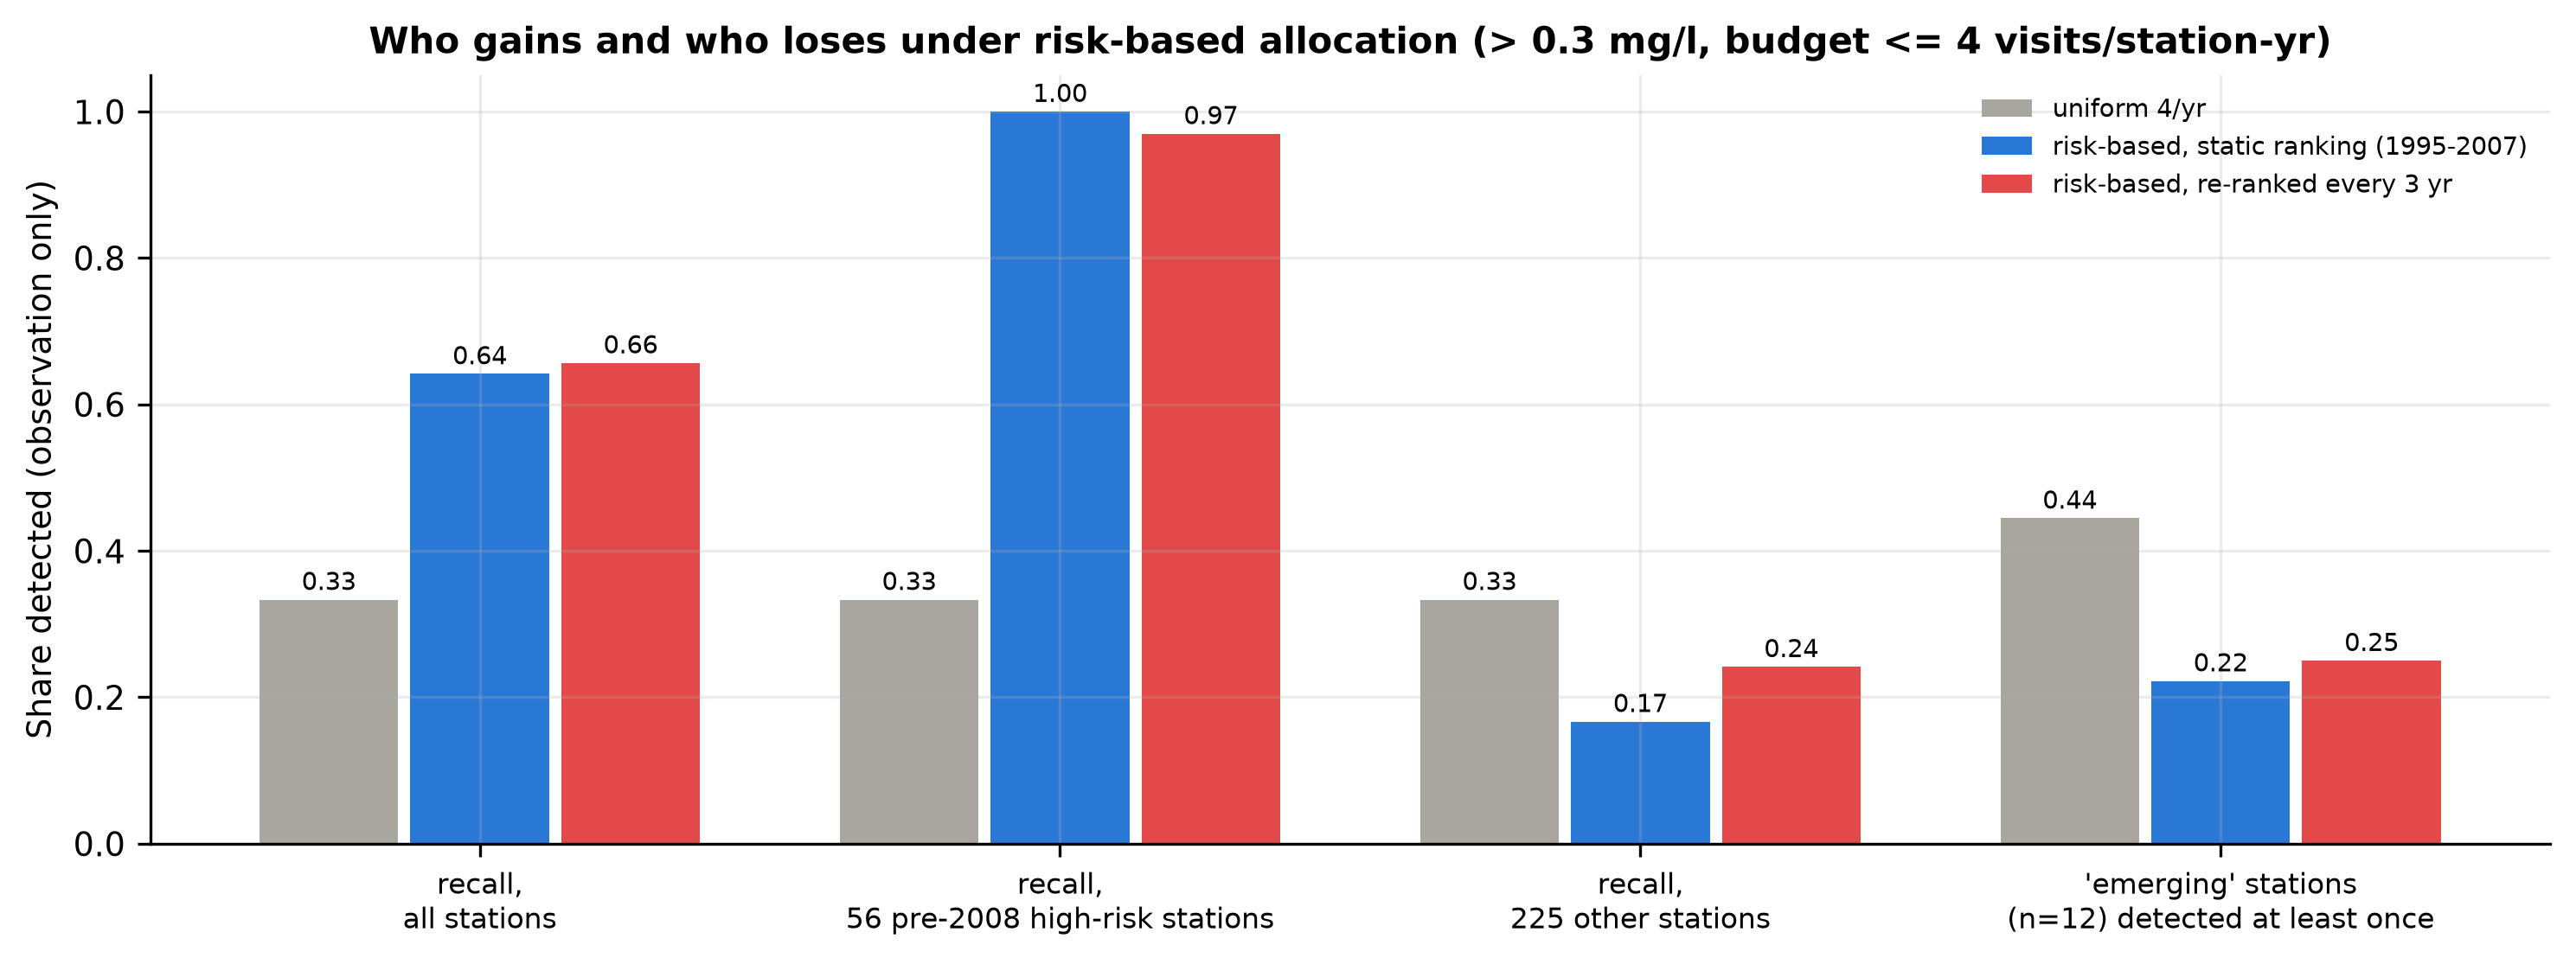 Who gains and who loses under risk-based allocation (> 0.3 mg/l, budget <= 4 visits/station-yr)
Share detected (observation only)
1.0
0.8
0.6
0.4
0.2
0.0
uniform 4/yr
risk-based, static ranking (1995-2007)
risk-based, re-ranked every 3 yr
0.33
0.64
0.66
0.33
1.00
0.97
0.33
0.17
0.24
0.44
0.22
0.25
recall,
all stations
recall,
56 pre-2008 high-risk stations
recall,
225 other stations
'emerging' stations
(n=12) detected at least once